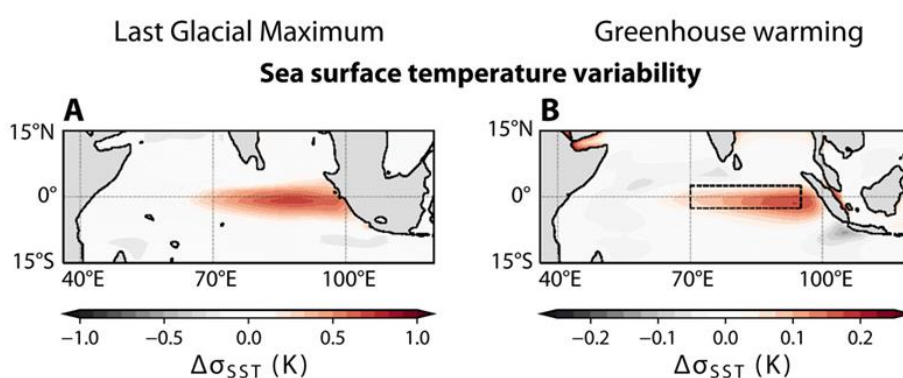 Last Glacial Maximum Greenhouse warming
Sea surface temperature variability
A B
15°N 15°N
0° 0°
15°S 15°S
40°E 70°E 100°E 40°E 70°E 100°E
−1.0 −0.5 0.0 0.5 1.0 −0.2 −0.1 0.0 0.1 0.2
ΔσSST (K) ΔσSST (K)